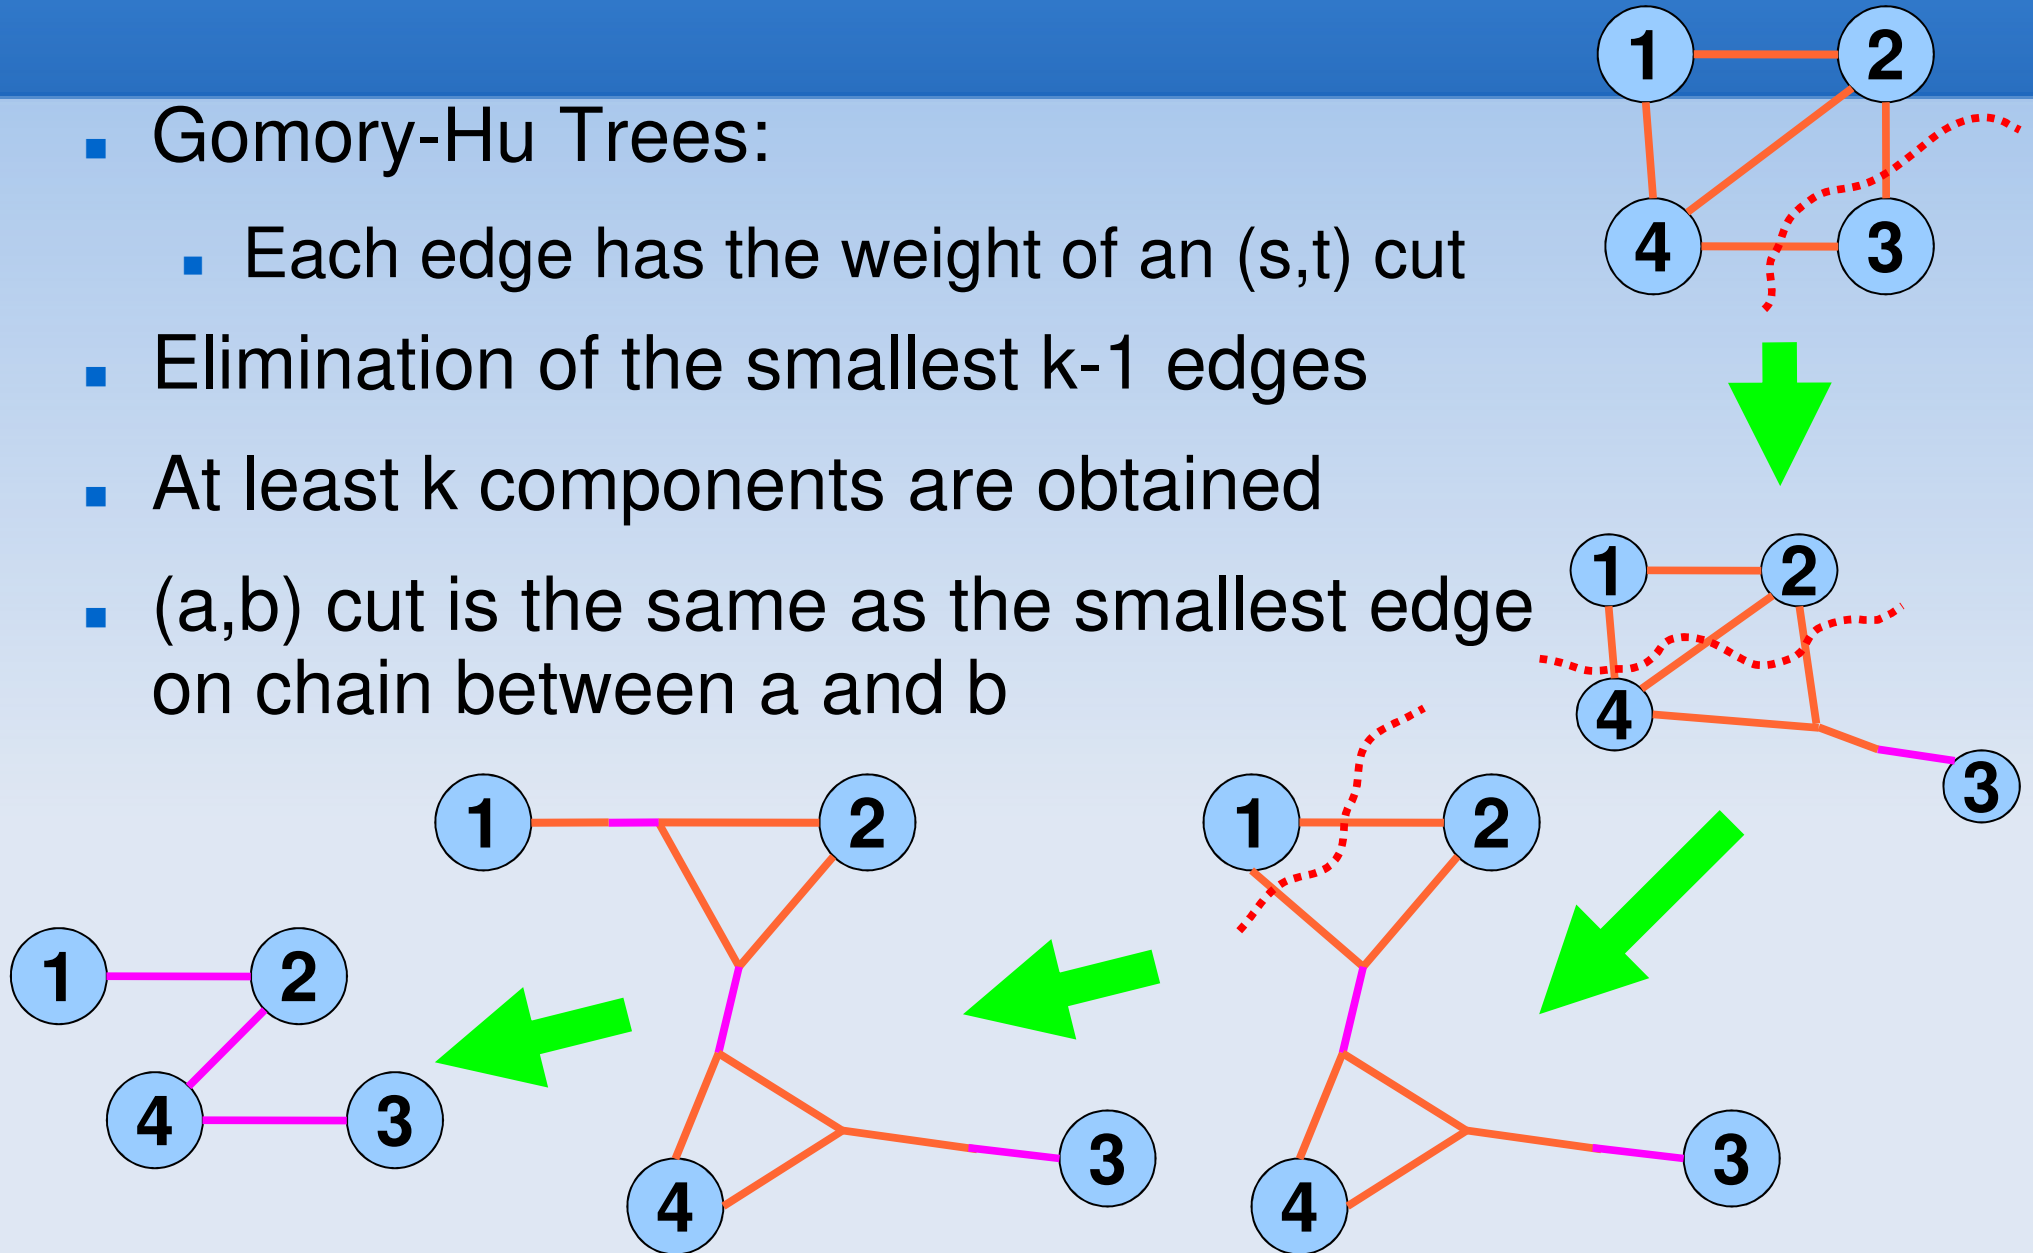 Gomory-Hu Trees:
Each edge has the weight of an (s,t) cut
Elimination of the smallest k-1 edges
At least k components are obtained
(a,b) cut is the same as the smallest edge
on chain between a and b
1 2
4 3
1 2
4
3
1 2
4 3
1 2
3
4
1 2
3
4